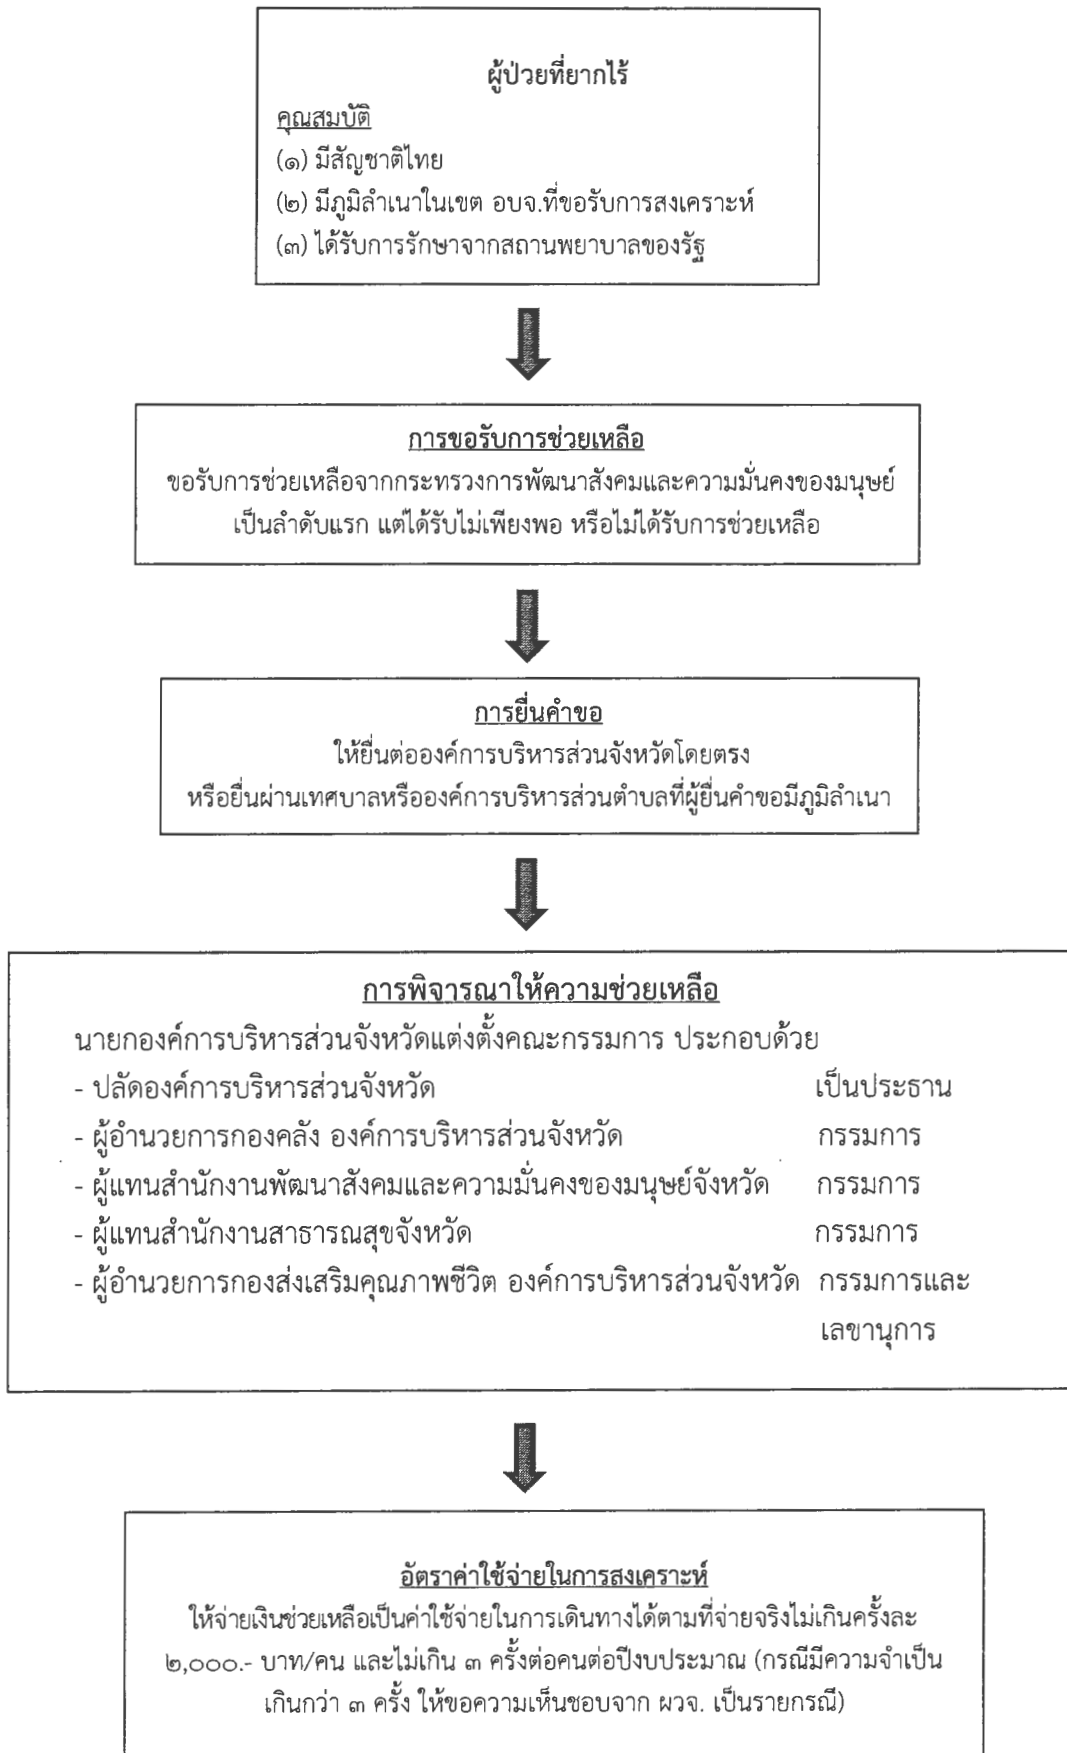 ผู้ป่วยที่ยากไร้
คุณสมบัติ
(๑) มีสัญชาติไทย
(๒) มีภูมิลำเนาในเขต อบจ.ที่ขอรับการสงเคราะห์
(๓) ได้รับการรักษาจากสถานพยาบาลของรัฐ
การขอรับการช่วยเหลือ
ขอรับการช่วยเหลือจากกระทรวงการพัฒนาสังคมและความมั่นคงของมนุษย์
เป็นลำดับแรก แต่ได้รับไม่เพียงพอ หรือไม่ได้รับการช่วยเหลือ
การยื่นคำขอ
ให้ยื่นต่อองค์การบริหารส่วนจังหวัดโดยตรง
หรือยื่นผ่านเทศบาลหรือองค์การบริหารส่วนตำบลที่ผู้ยื่นคำขอมีภูมิลำเนา
การพิจารณาให้ความช่วยเหลือ
นายกองค์การบริหารส่วนจังหวัดแต่งตั้งคณะกรรมการ ประกอบด้วย
- ปลัดองค์การบริหารส่วนจังหวัด เป็นประธาน
- ผู้อำนวยการกองคลัง องค์การบริหารส่วนจังหวัด กรรมการ
- ผู้แทนสำนักงานพัฒนาสังคมและความมั่นคงของมนุษย์จังหวัด กรรมการ
- ผู้แทนสำนักงานสาธารณสุขจังหวัด กรรมการ
- ผู้อำนวยการกองส่งเสริมคุณภาพชีวิต องค์การบริหารส่วนจังหวัด กรรมการและ
เลขานุการ
อัตราค่าใช้จ่ายในการสงเคราะห์
ให้จ่ายเงินช่วยเหลือเป็นค่าใช้จ่ายในการเดินทางได้ตามที่จ่ายจริงไม่เกินครั้งละ
๒,๐๐๐.- บาท/คน และไม่เกิน ๓ ครั้งต่อคนต่อปีงบประมาณ (กรณีมีความจำเป็น
เกินกว่า ๓ ครั้ง ให้ขอความเห็นชอบจาก ผวจ. เป็นรายกรณี)